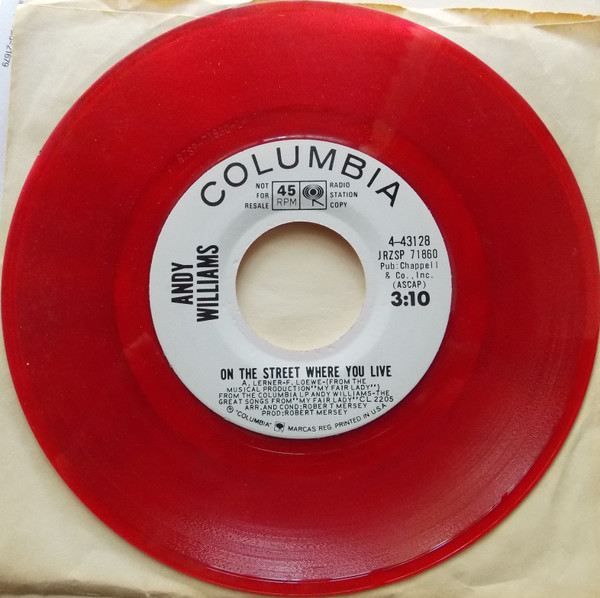 COLUMBIA
NOT
FOR
RESALE
45
RPM
RADIO
STATION
COPY
ANDY
WILLIAMS
4-43128
JRZSP 71860
Pub: Chappell
& Co., Inc.
(ASCAP)
3:10
ON THE STREET WHERE YOU LIVE
A. LERNER-F. LOEWE-(FROM THE
MUSICAL PRODUCTION "MY FAIR LADY")
FROM THE COLUMBIA LP ANDY WILLIAMS-THE
GREAT SONGS FROM "MY FAIR LADY" CL 2205
ARR. AND COND: ROBERT MERSEY
PROD: ROBERT MERSEY
® "COLUMBIA" MARCAS REG. PRINTED IN U.S.A.